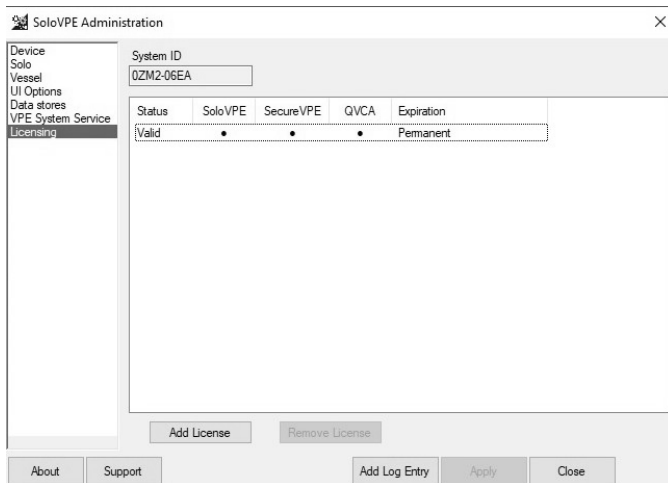 SoloVPE Administration
Device
Solo
Vessel
UI Options
Data stores
VPE System Service
Licensing
System ID
0ZM2-06EA
Status SoloVPE SecureVPE QVCA Expiration
Valid • • • Permanent
Add License Remove License
About Support Add Log Entry Apply Close